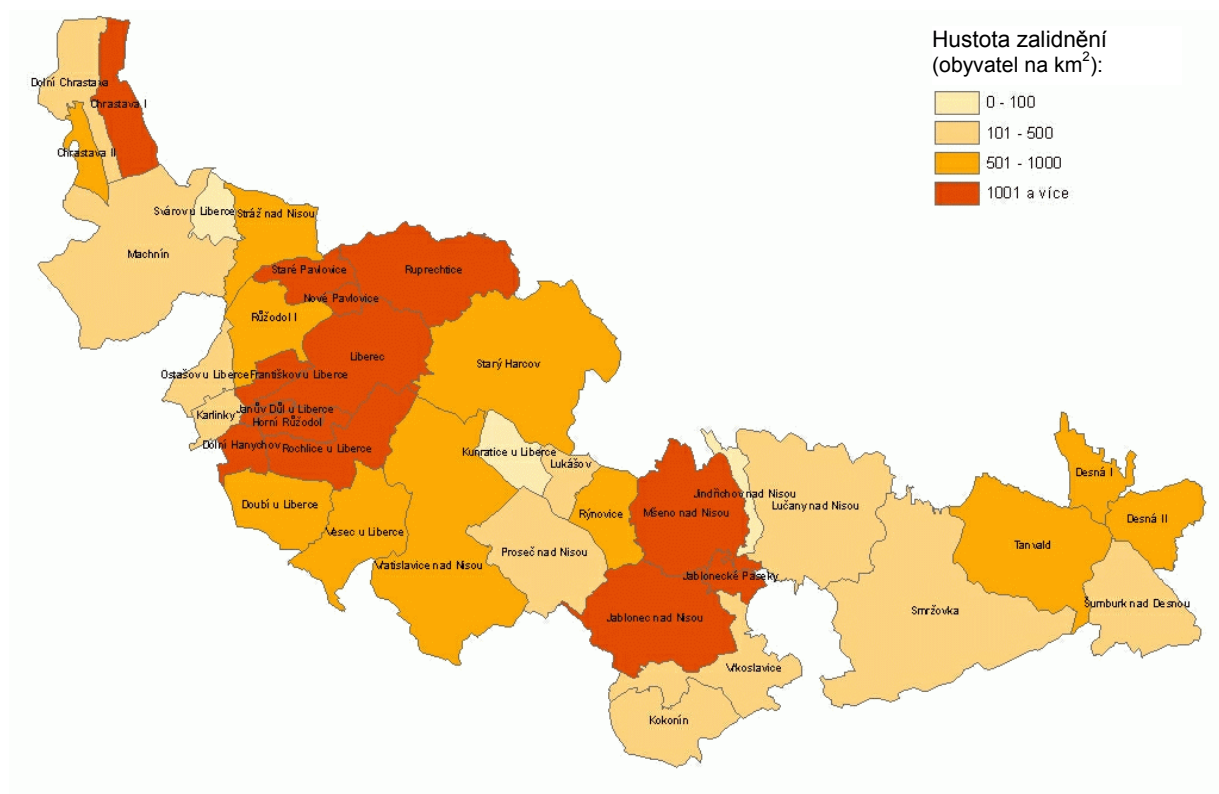 Hustota zalidnění
(obyvatel na km²):
0 - 100
101 - 500
501 - 1000
1001 a více
Dolní Chrastava
Chrastava I
Chrastava II
Svárov u Liberce
Stráž nad Nisou
Machnín
Staré Pavlovice
Ruprechtice
Nové Pavlovice
Růžodol I
Liberec
Starý Harcov
Ostašov u Liberce
Františkov u Liberce
Karlinky
Janův Důl u Liberce
Horní Růžodol
Dolní Hanychov
Rochlice u Liberce
Kunratice u Liberce
Lukášov
Desná I
Jindřichov nad Nisou
Lučany nad Nisou
Doubí u Liberce
Rýnovice
Mšeno nad Nisou
Desná II
Vesec u Liberce
Tanvald
Proseč nad Nisou
Vratislavice nad Nisou
Jablonecké Paseky
Šumburk nad Desnou
Smržovka
Jablonec nad Nisou
Vrkoslavice
Kokonín